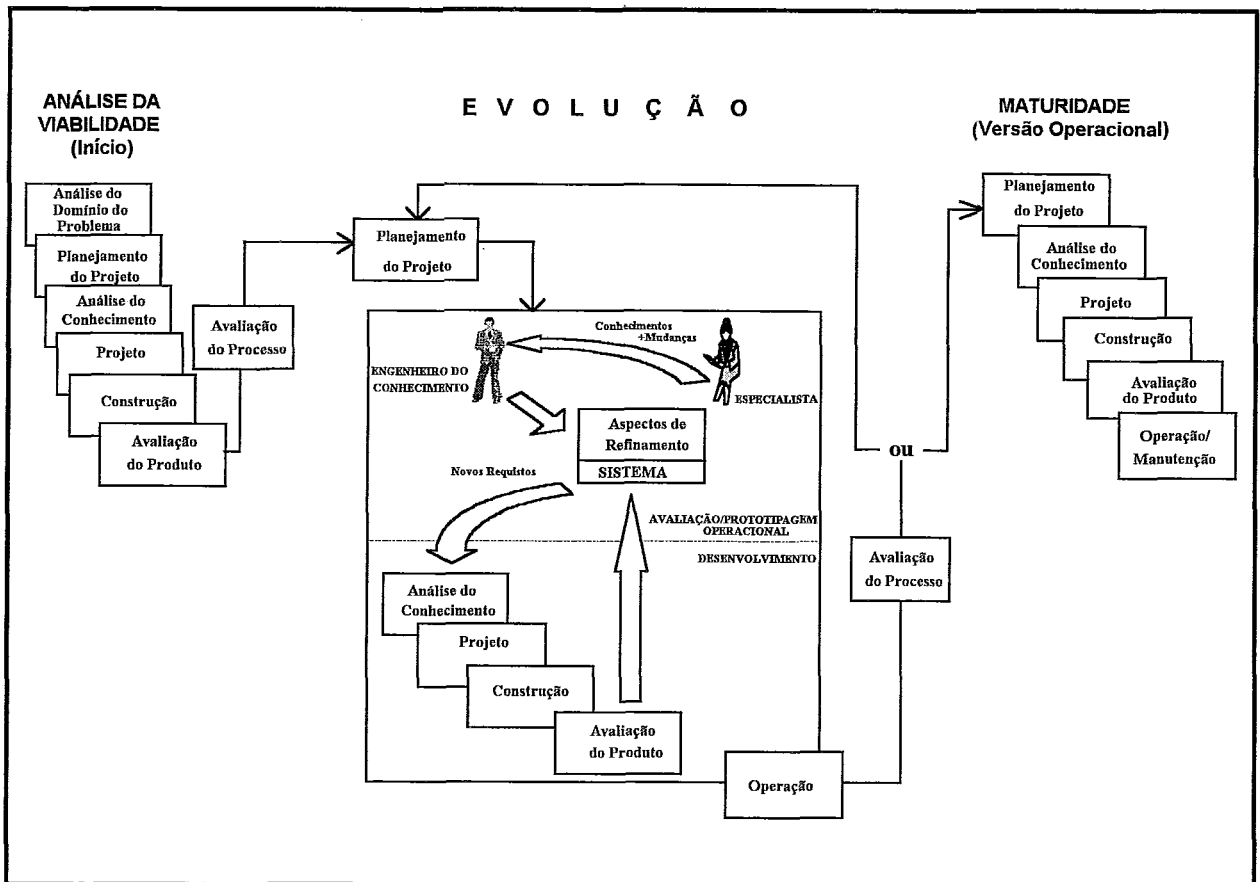 ANÁLISE DA
VIABILIDADE
(Início)
E V O L U Ç Ã O
MATURIDADE
(Versão Operacional)
Análise do
Domínio do
Problema
Planejamento
do Projeto
Análise do
Conhecimento
Projeto
Construção
Avaliação
do Produto
Avaliação
do Processo
Planejamento
do Projeto
Conhecimentos
+Mudanças
ENGENHEIRO DO
CONHECIMENTO
ESPECIALISTA
Aspectos de
Refinamento
SISTEMA
Novos Requistos
AVALIAÇÃO/PROTOTIPAGEM
OPERACIONAL
DESENVOLVIMENTO
Análise do
Conhecimento
Projeto
Construção
Avaliação
do Produto
Operação
ou
Avaliação
do Processo
Planejamento
do Projeto
Análise do
Conhecimento
Projeto
Construção
Avaliação
do Produto
Operação/
Manutenção